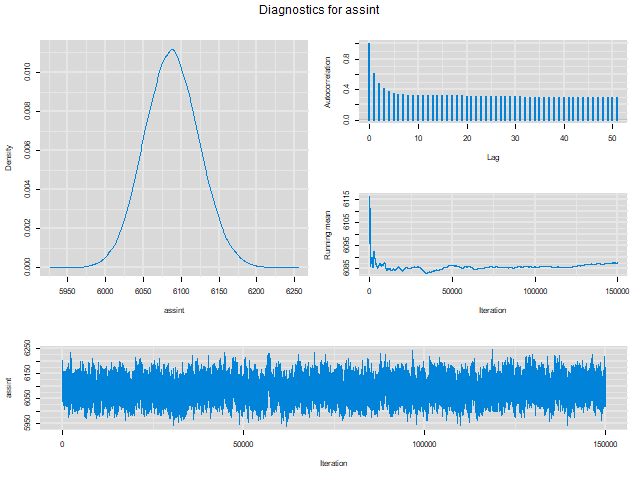 Diagnostics for assint
0.000 0.002 0.004 0.006 0.008 0.010
Density
5950 6000 6050 6100 6150 6200 6250
assint
0.0 0.4 0.8
Autocorrelation
0 10 20 30 40 50
Lag
6085 6095 6105 6115
Running mean
0 50000 100000 150000
Iteration
5950 6050 6150 6250
assint
0 50000 100000 150000
Iteration